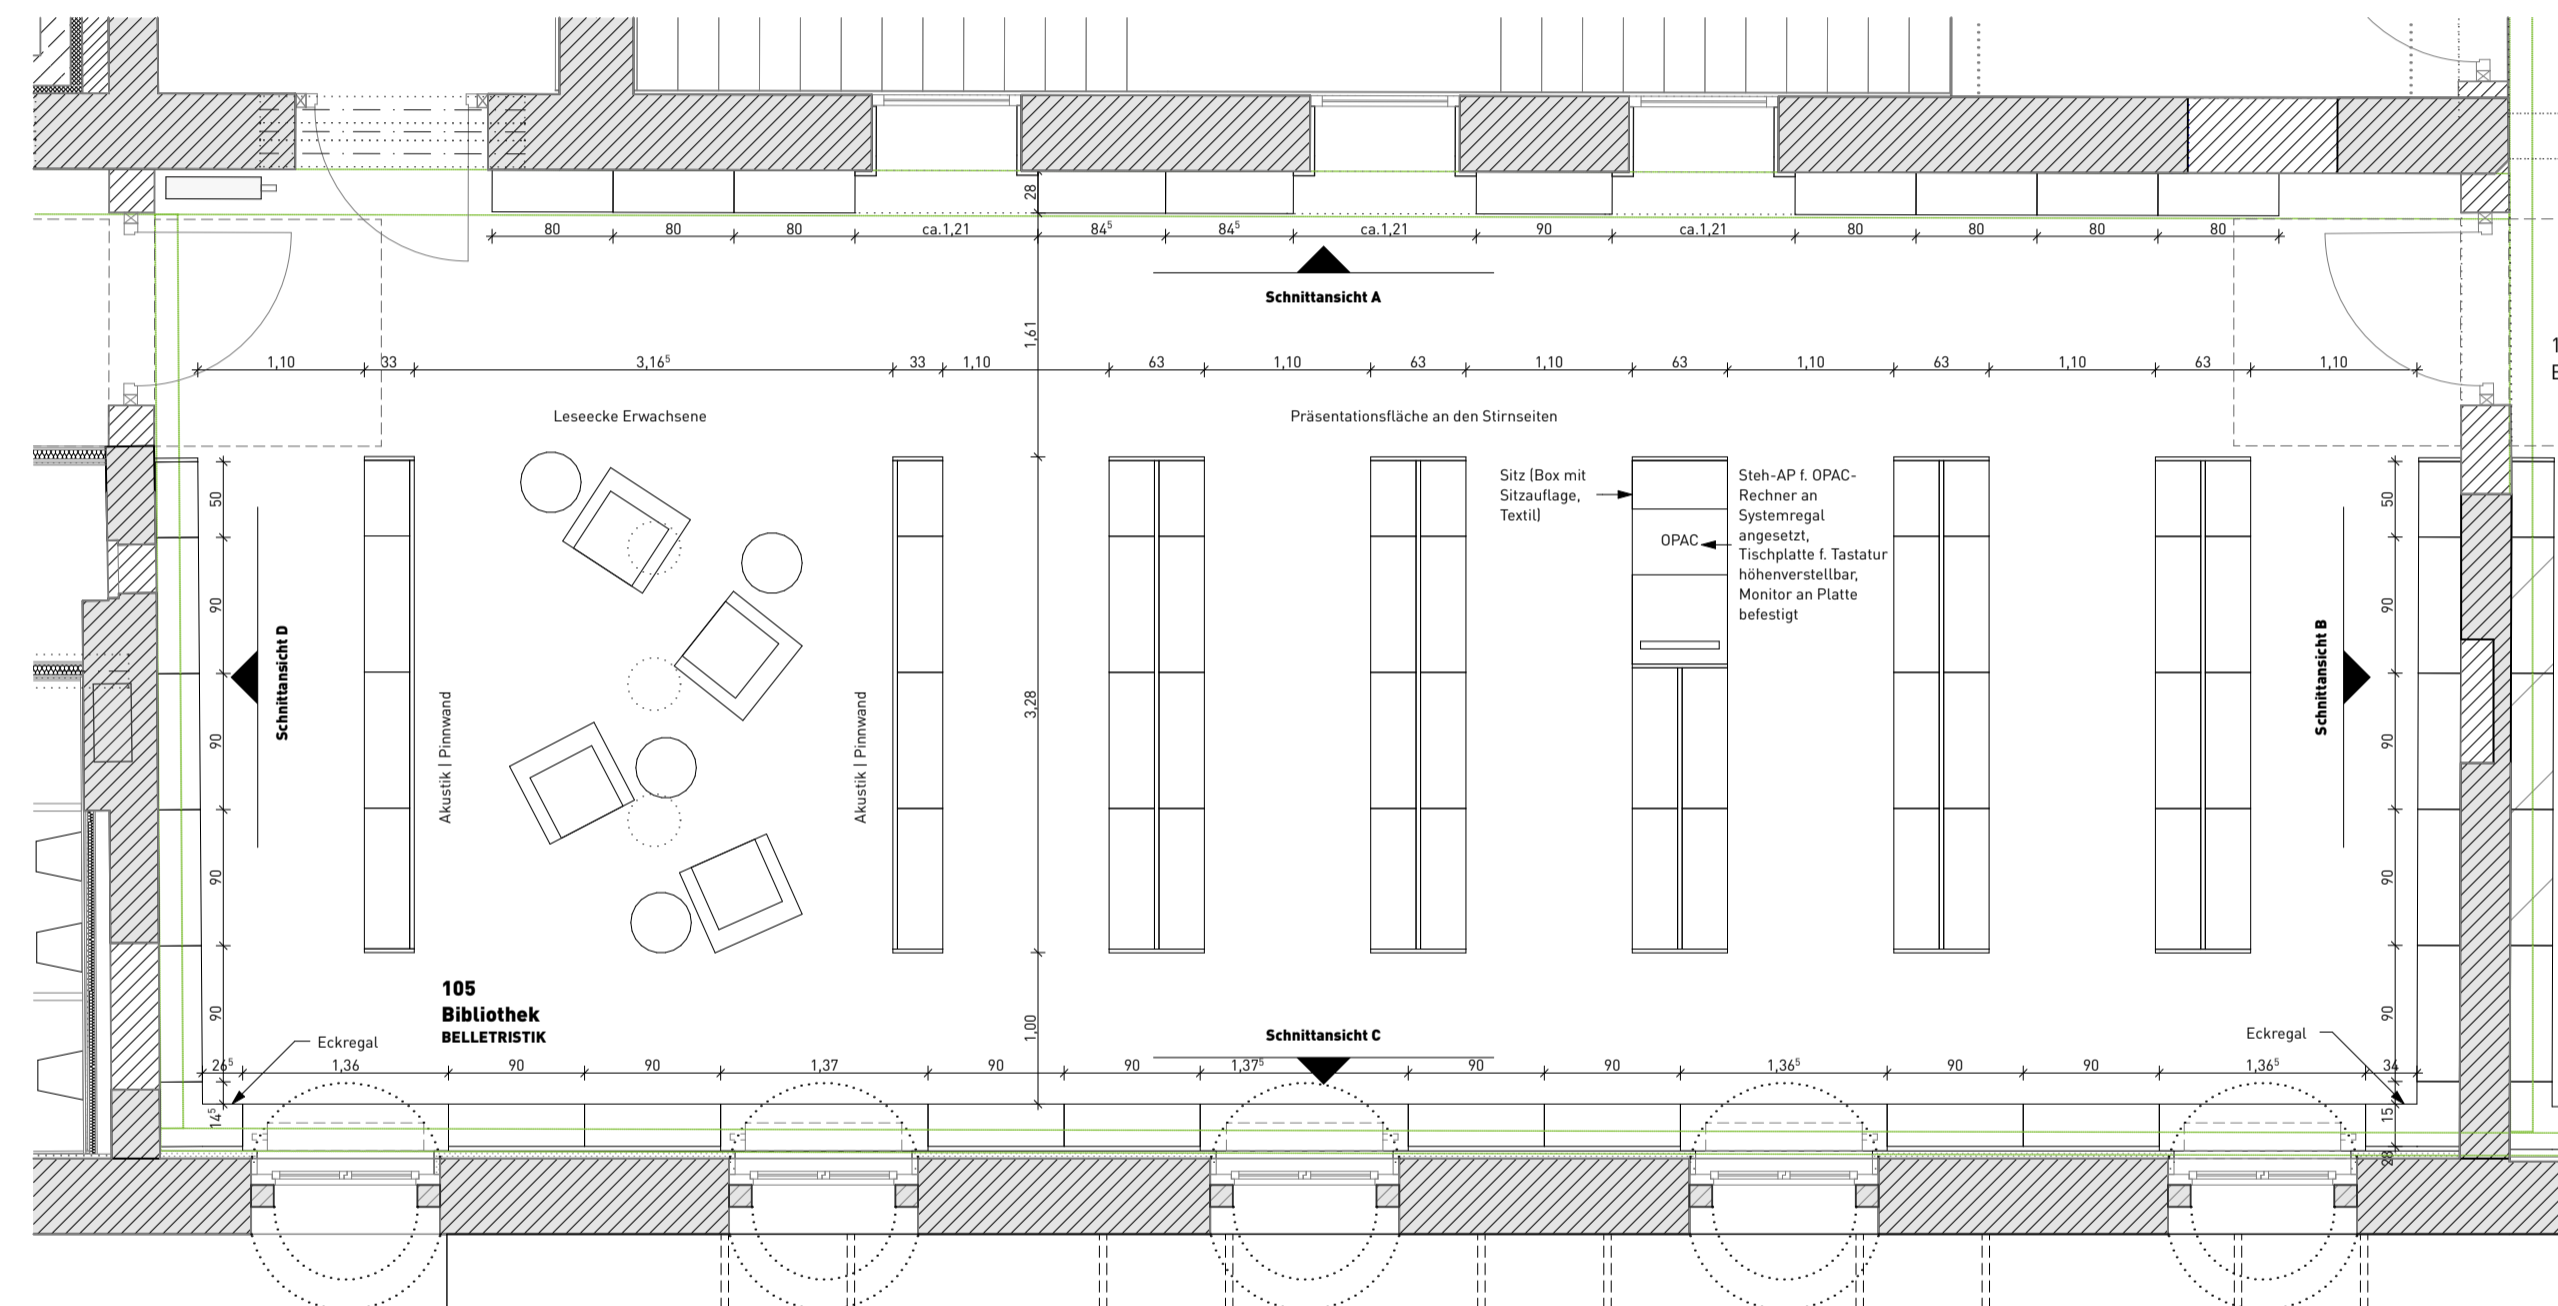 28
80
80
80
ca.1,21
84⁵
84⁵
ca.1,21
90
ca.1,21
80
80
80
80
Schnittansicht A
1,61
1,10
33
3,16⁵
33
1,10
63
1,10
63
1,10
63
1,10
63
1,10
63
1,10
Leseecke Erwachsene
Präsentationsfläche an den Stirnseiten
Sitz (Box mit
Sitzauflage,
Textil)
OPAC
Steh-AP f. OPAC-
Rechner an
Systemregal
angesetzt,
Tischplatte f. Tastatur
höhenverstellbar,
Monitor an Platte
befestigt
50
90
90
90
90
14⁵
Schnittansicht D
Akustik | Pinnwand
Akustik | Pinnwand
3,28
1,00
Schnittansicht B
50
90
90
90
90
15
28
105
Bibliothek
BELLETRISTIK
Schnittansicht C
Eckregal
Eckregal
26⁵
1,36
90
90
1,37
90
90
1,37⁵
90
90
1,36⁵
90
90
1,36⁵
34